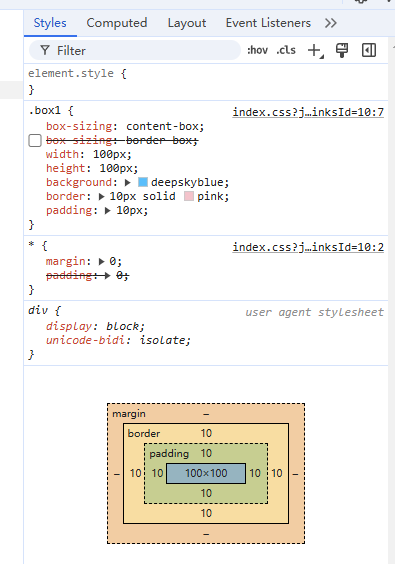 Styles Computed Layout Event Listeners
Filter :hov .cls
element.style {
}
.box1 { index.css?j…inksId=10:7
box-sizing: content-box;
box-sizing: border-box;
width: 100px;
height: 100px;
background: deepskyblue;
border: 10px solid pink;
padding: 10px;
}
* { index.css?j…inksId=10:2
margin: 0;
padding: 0;
}
div { user agent stylesheet
display: block;
unicode-bidi: isolate;
}
margin –
border 10
padding 10
– 10 10 100×100 10 10 –
10
10
–